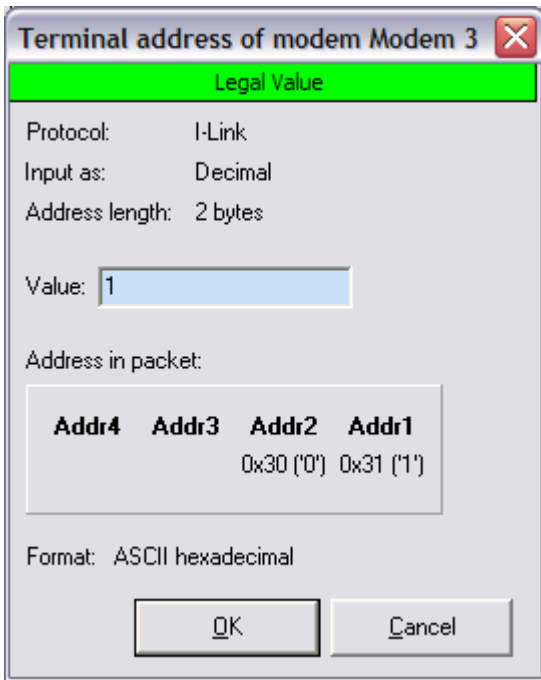 Terminal address of modem Modem 3
Legal Value
Protocol: I-Link
Input as: Decimal
Address length: 2 bytes
Value: 1
Address in packet:
Addr4 Addr3 Addr2 Addr1
0x30 ('0') 0x31 ('1')
Format: ASCII hexadecimal
OK Cancel